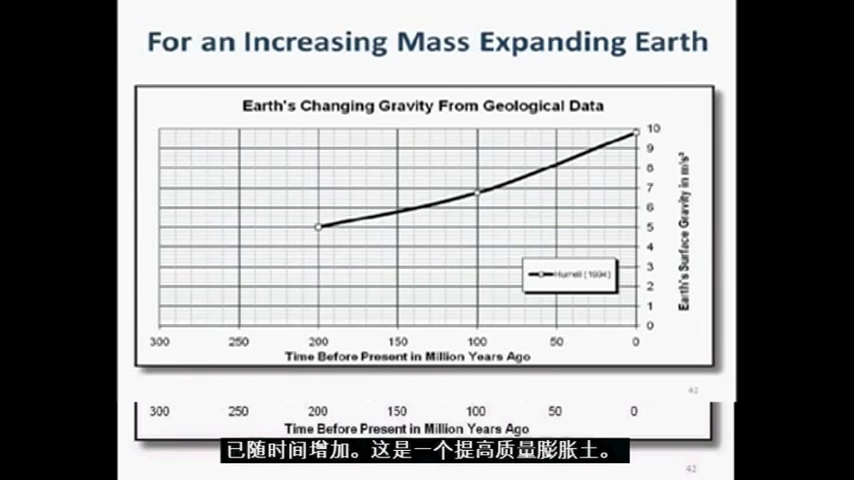 For an Increasing Mass Expanding Earth
Earth's Changing Gravity From Geological Data
10
9
8
7
6
5
4
3
2
1
0
Earth's Surface Gravity in m/s²
Hurrell (1994)
300 250 200 150 100 50 0
Time Before Present in Million Years Ago
42
300 250 200 150 100 50 0
Time Before Present in Million Years Ago
已随时间增加。这是一个提高质量膨胀土。
42